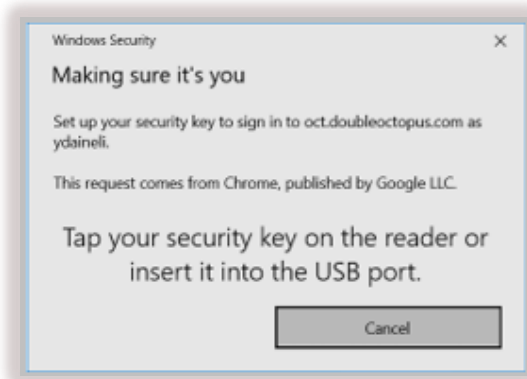 Windows Security
Making sure it's you
Set up your security key to sign in to oct.doubleoctopus.com as
ydaineli.
This request comes from Chrome, published by Google LLC.
Tap your security key on the reader or
insert it into the USB port.
Cancel